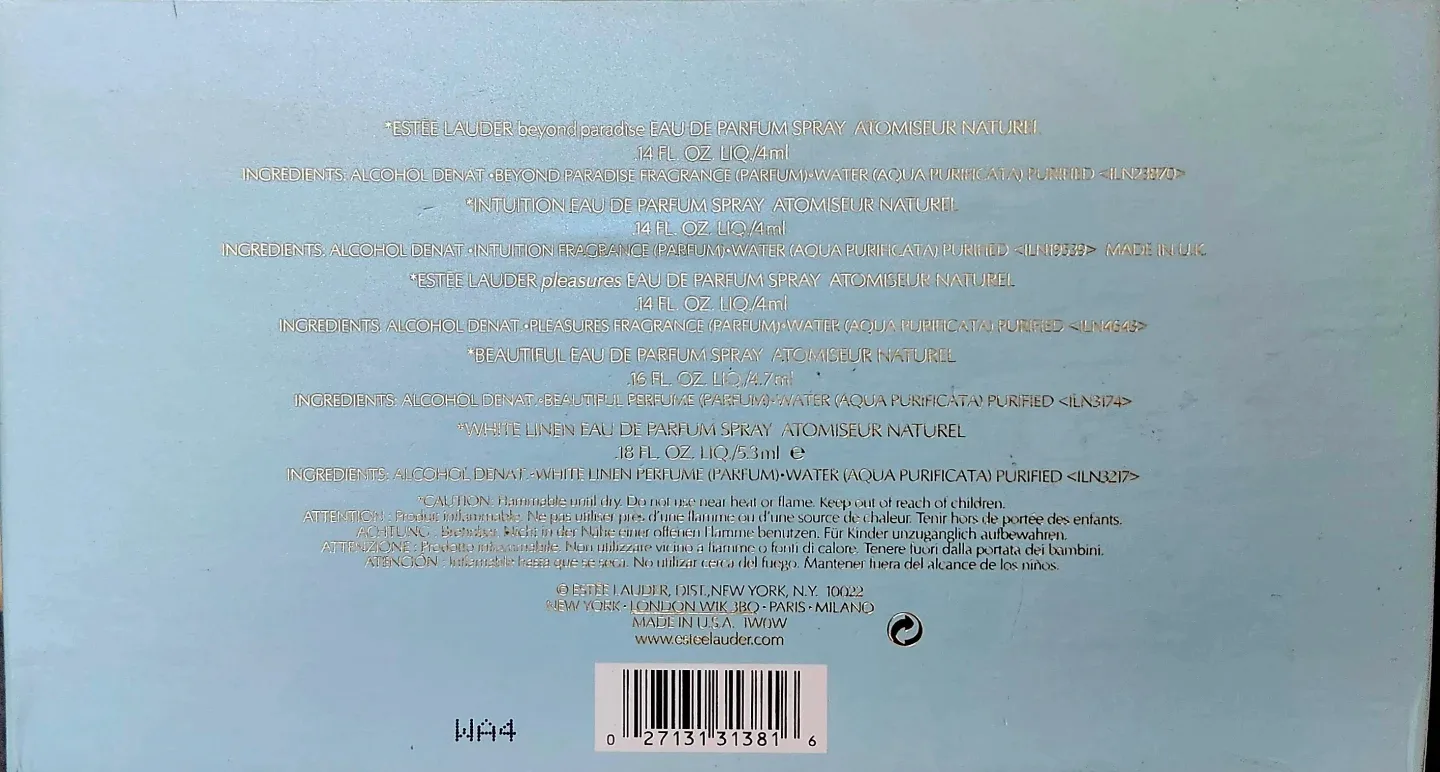 *ESTĒE LAUDER beyond paradise EAU DE PARFUM SPRAY ATOMISEUR NATUREL
.14 FL. OZ. LIQ./4ml
INGREDIENTS: ALCOHOL DENAT.•BEYOND PARADISE FRAGRANCE (PARFUM)•WATER (AQUA PURIFICATA) PURIFIED <ILN23870>
*INTUITION EAU DE PARFUM SPRAY ATOMISEUR NATUREL
.14 FL. OZ. LIQ./4ml
INGREDIENTS: ALCOHOL DENAT.•INTUITION FRAGRANCE (PARFUM)•WATER (AQUA PURIFICATA) PURIFIED <ILN19539> MADE IN U.K.
*ESTĒE LAUDER pleasures EAU DE PARFUM SPRAY ATOMISEUR NATUREL
.14 FL. OZ. LIQ./4ml
INGREDIENTS: ALCOHOL DENAT.•PLEASURES FRAGRANCE (PARFUM)•WATER (AQUA PURIFICATA) PURIFIED
*BEAUTIFUL EAU DE PARFUM SPRAY ATOMISEUR NATUREL
.16 FL. OZ. LIQ./4.7ml
INGREDIENTS: ALCOHOL DENAT.•BEAUTIFUL PERFUME (PARFUM)•WATER (AQUA PURIFICATA) PURIFIED <ILN3174>
*WHITE LINEN EAU DE PARFUM SPRAY ATOMISEUR NATUREL
.18 FL. OZ. LIQ./5.3ml ℮
INGREDIENTS: ALCOHOL DENAT.•WHITE LINEN PERFUME (PARFUM)•WATER (AQUA PURIFICATA) PURIFIED <ILN3217>
*CAUTION: Flammable until dry. Do not use near heat or flame. Keep out of reach of children.
ATTENTION : Produit inflammable. Ne pas utiliser près d'une flamme ou d'une source de chaleur. Tenir hors de portée des enfants.
ACHTUNG : Brennbar. Nicht in der Nähe einer offenen Flamme benutzen. Für Kinder unzugänglich aufbewahren.
ATTENZIONE : Prodotto infiammabile. Non utilizzare vicino a fiamme o fonti di calore. Tenere fuori dalla portata dei bambini.
ATENCIÓN : Inflamable hasta que se seca. No utilizar cerca del fuego. Mantener fuera del alcance de los niños.
© ESTĒE LAUDER, DIST., NEW YORK, N.Y. 10022
NEW YORK • LONDON W1K 3BQ • PARIS • MILANO
MADE IN U.S.A. 1W0W
www.esteelauder.com
WA4
0 27131 31381 6